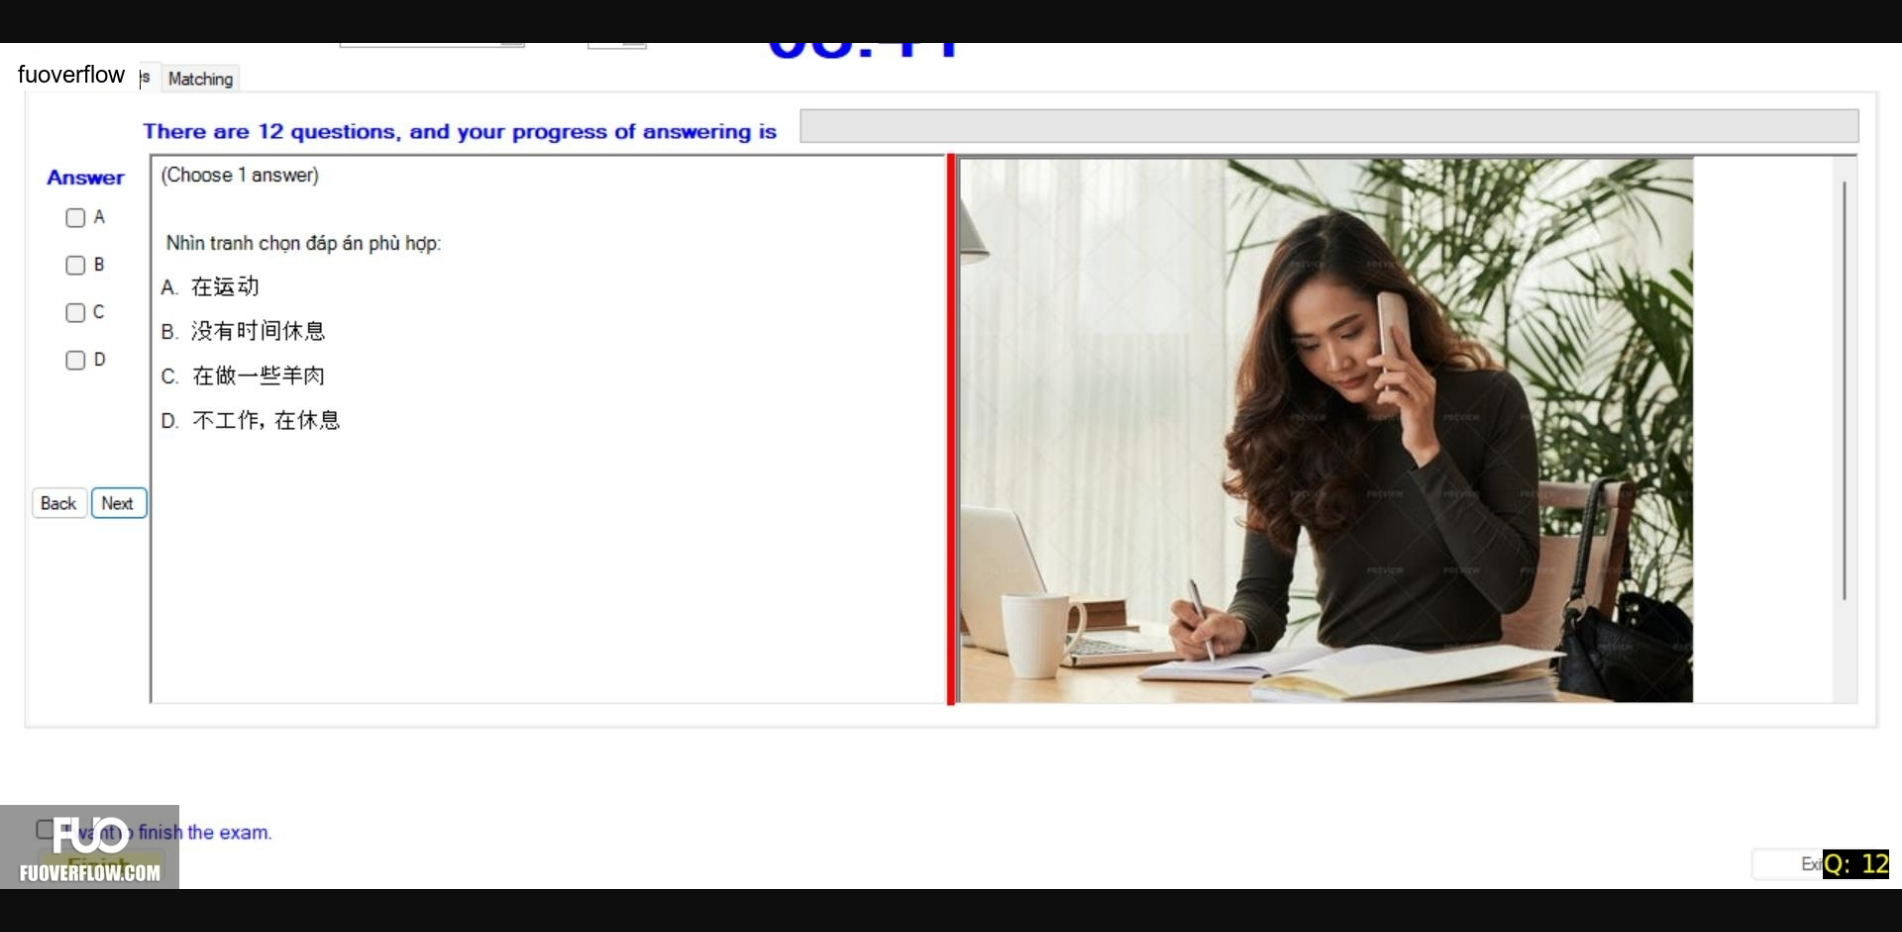 fuoverflow
Matching
There are 12 questions, and your progress of answering is
Answer
(Choose 1 answer)
A
B
C
D
Nhìn tranh chọn đáp án phù hợp:
A. 在运动
B. 没有时间休息
C. 在做一些羊肉
D. 不工作, 在休息
Back
Next
finish the exam.
FUO
FUOVERFLOW.COM
Q: 12